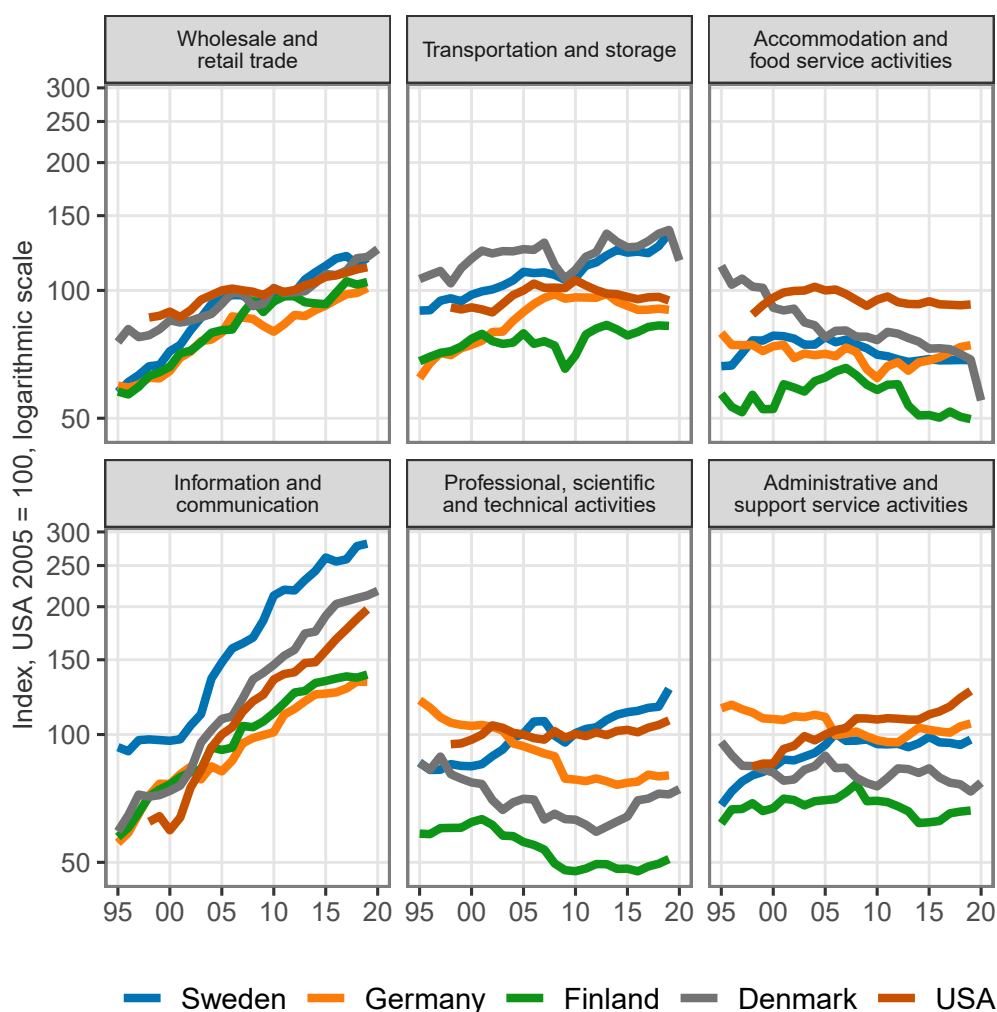 Wholesale and
retail trade
Transportation and storage
Accommodation and
food service activities
300
250
200
150
100
50
Index, USA 2005 = 100, logarithmic scale
Information and
communication
Professional, scientific
and technical activities
Administrative and
support service activities
300
250
200
150
100
50
95 00 05 10 15 20
95 00 05 10 15 20
95 00 05 10 15 20
Sweden Germany Finland Denmark USA